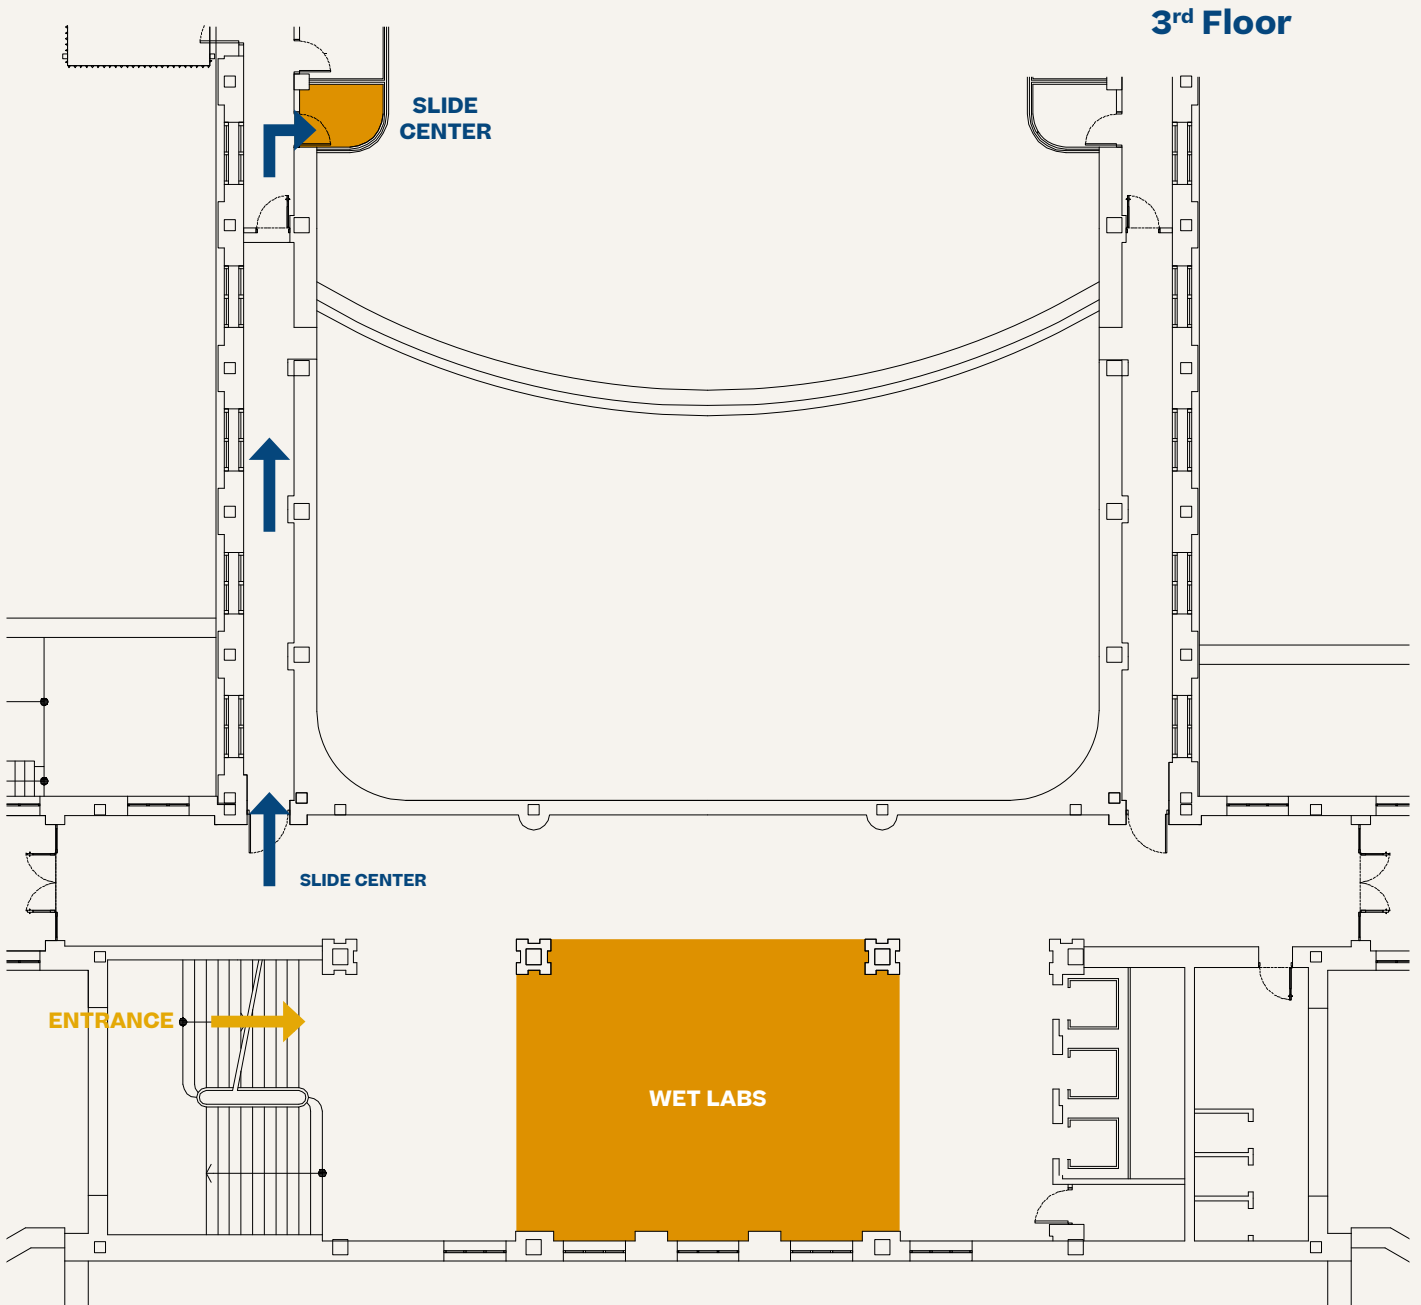 3rd Floor
SLIDE
CENTER
SLIDE CENTER
ENTRANCE
WET LABS